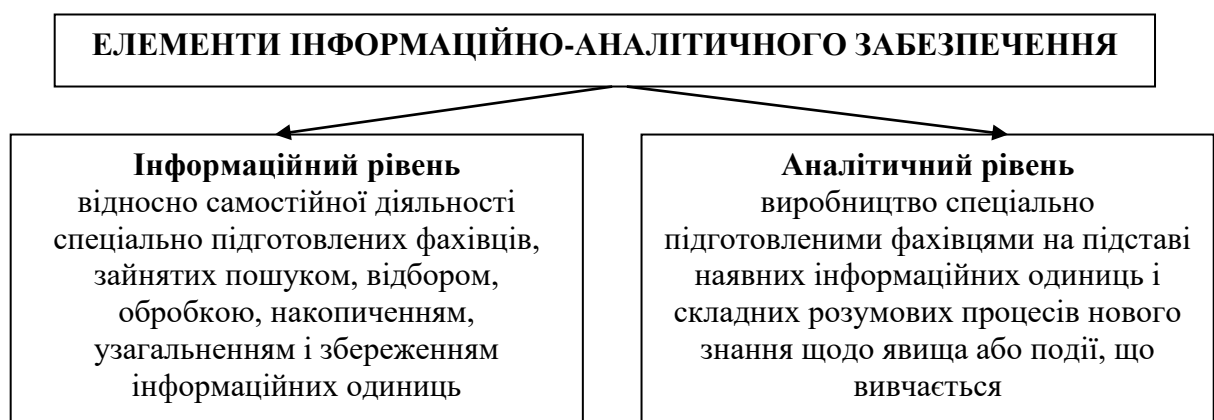 ЕЛЕМЕНТИ ІНФОРМАЦІЙНО-АНАЛІТИЧНОГО ЗАБЕЗПЕЧЕННЯ
Інформаційний рівень
відносно самостійної діяльності
спеціально підготовлених фахівців,
зайнятих пошуком, відбором,
обробкою, накопиченням,
узагальненням і збереженням
інформаційних одиниць
Аналітичний рівень
виробництво спеціально
підготовленими фахівцями на підставі
наявних інформаційних одиниць і
складних розумових процесів нового
знання щодо явища або події, що
вивчається